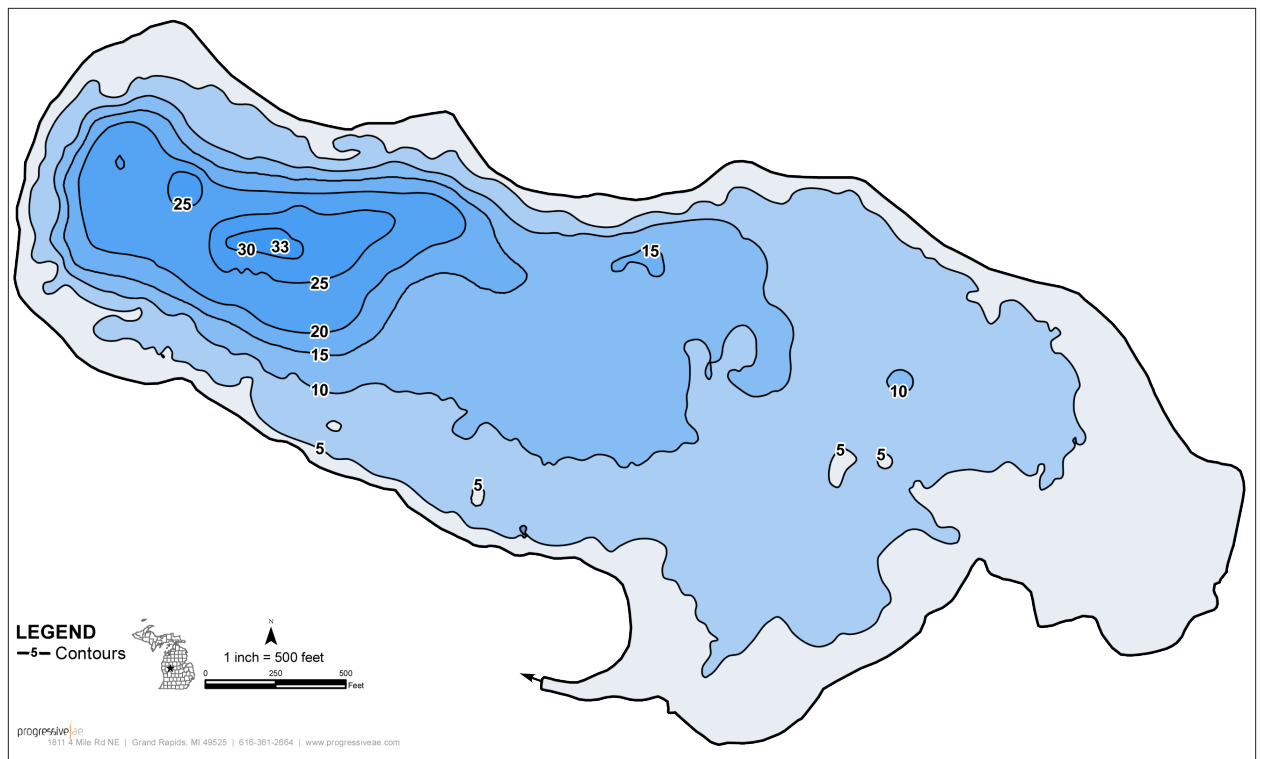 25
30 33
25
20
15
10
5
15
10
5 5
5
LEGEND
5 Contours
N
1 inch = 500 feet
0 250 500
Feet
progressive|ae
1811 4 Mile Rd NE | Grand Rapids, MI 49525 | 616-361-2664 | www.progressiveae.com